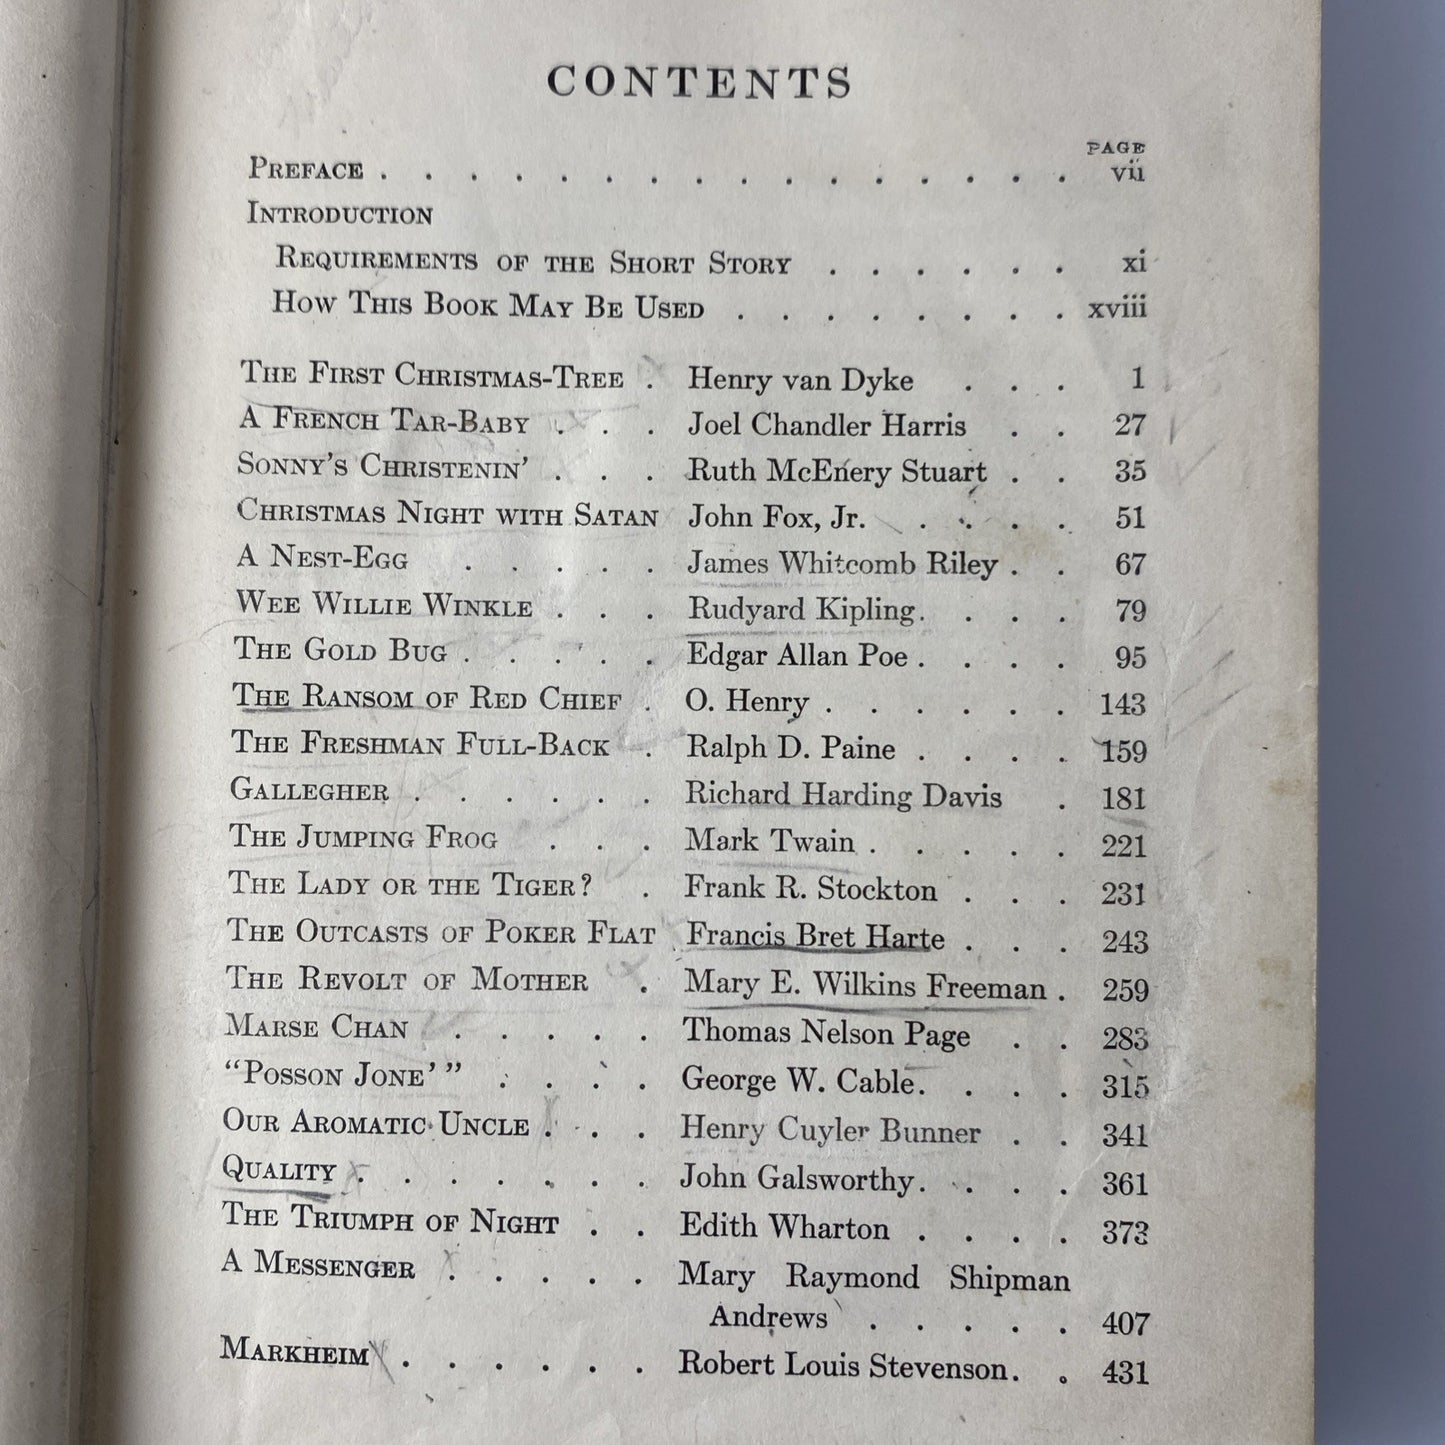 CONTENTS
PAGE
PREFACE . . . . . . . . . . . . . . . . vii
INTRODUCTION
REQUIREMENTS OF THE SHORT STORY . . . . . . xi
HOW THIS BOOK MAY BE USED . . . . . . . . xviii
THE FIRST CHRISTMAS-TREE . Henry van Dyke . . . 1
A FRENCH TAR-BABY . . . Joel Chandler Harris . . 27
SONNY'S CHRISTENIN' . . . Ruth McEnery Stuart . . 35
CHRISTMAS NIGHT WITH SATAN John Fox, Jr. . . . . 51
A NEST-EGG . . . . . James Whitcomb Riley . . 67
WEE WILLIE WINKLE . . . Rudyard Kipling . . . . 79
THE GOLD BUG . . . . . Edgar Allan Poe . . . . 95
THE RANSOM OF RED CHIEF . O. Henry . . . . . . 143
THE FRESHMAN FULL-BACK . Ralph D. Paine . . . . 159
GALLEGHER . . . . . . Richard Harding Davis . 181
THE JUMPING FROG . . . Mark Twain . . . . . 221
THE LADY OR THE TIGER? . Frank R. Stockton . . . 231
THE OUTCASTS OF POKER FLAT Francis Bret Harte . . . 243
THE REVOLT OF MOTHER . Mary E. Wilkins Freeman . 259
MARSE CHAN . . . . . Thomas Nelson Page . . 283
"POSSON JONE'" . . . . George W. Cable . . . . 315
OUR AROMATIC UNCLE . . . Henry Cuyler Bunner . . 341
QUALITY . . . . . . . John Galsworthy . . . . 361
THE TRIUMPH OF NIGHT . . Edith Wharton . . . . 373
A MESSENGER . . . . . Mary Raymond Shipman
Andrews . . . . . 407
MARKHEIM . . . . . . Robert Louis Stevenson . . 431